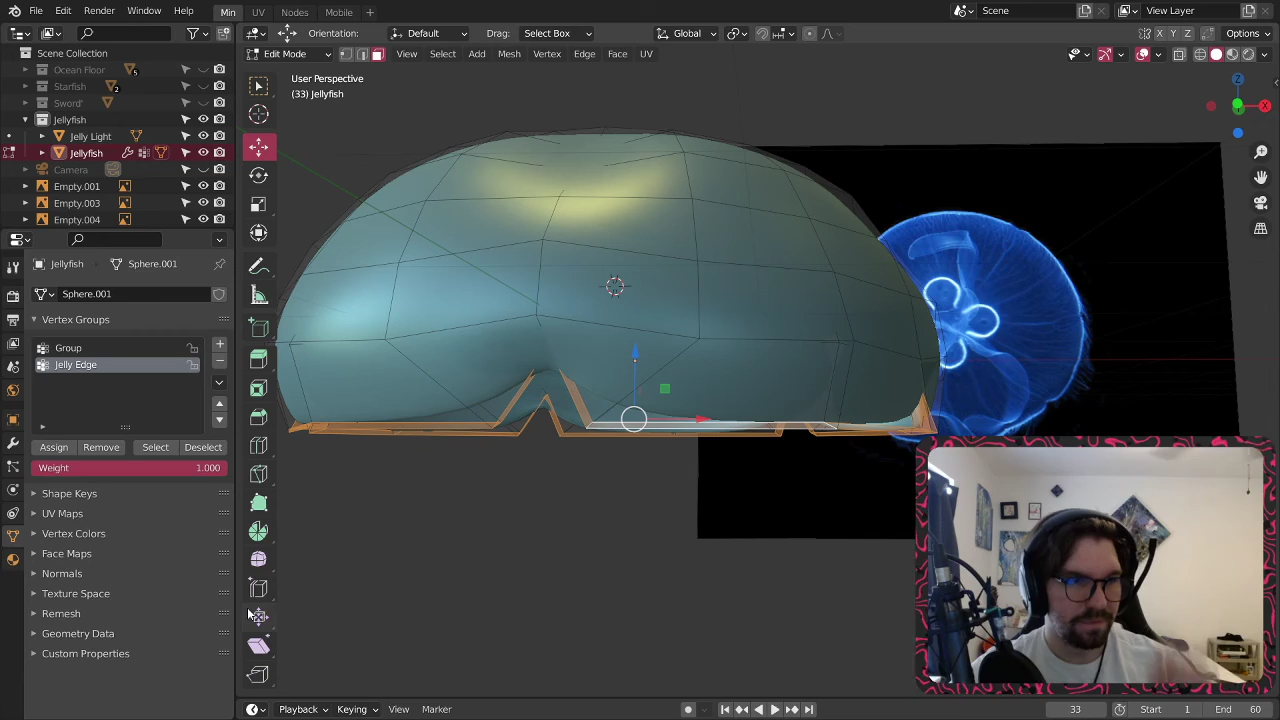 File Edit Render Window Help Min UV Nodes Mobile + Scene View Layer
Orientation: Default Drag: Select Box Global X Y Z Options
Edit Mode View Select Add Mesh Vertex Edge Face UV
Scene Collection
Ocean Floor 5
Starfish 2
Sword'
Jellyfish
Jelly Light
Jellyfish
Camera
Empty.001
Empty.003
Empty.004
User Perspective
(33) Jellyfish
Z
X
Jellyfish Sphere.001
Sphere.001
Vertex Groups
Group
Jelly Edge
Assign Remove Select Deselect
Weight 1.000
Shape Keys
UV Maps
Vertex Colors
Face Maps
Normals
Texture Space
Remesh
Geometry Data
Custom Properties
Playback Keying View Marker 33 Start 1 End 60